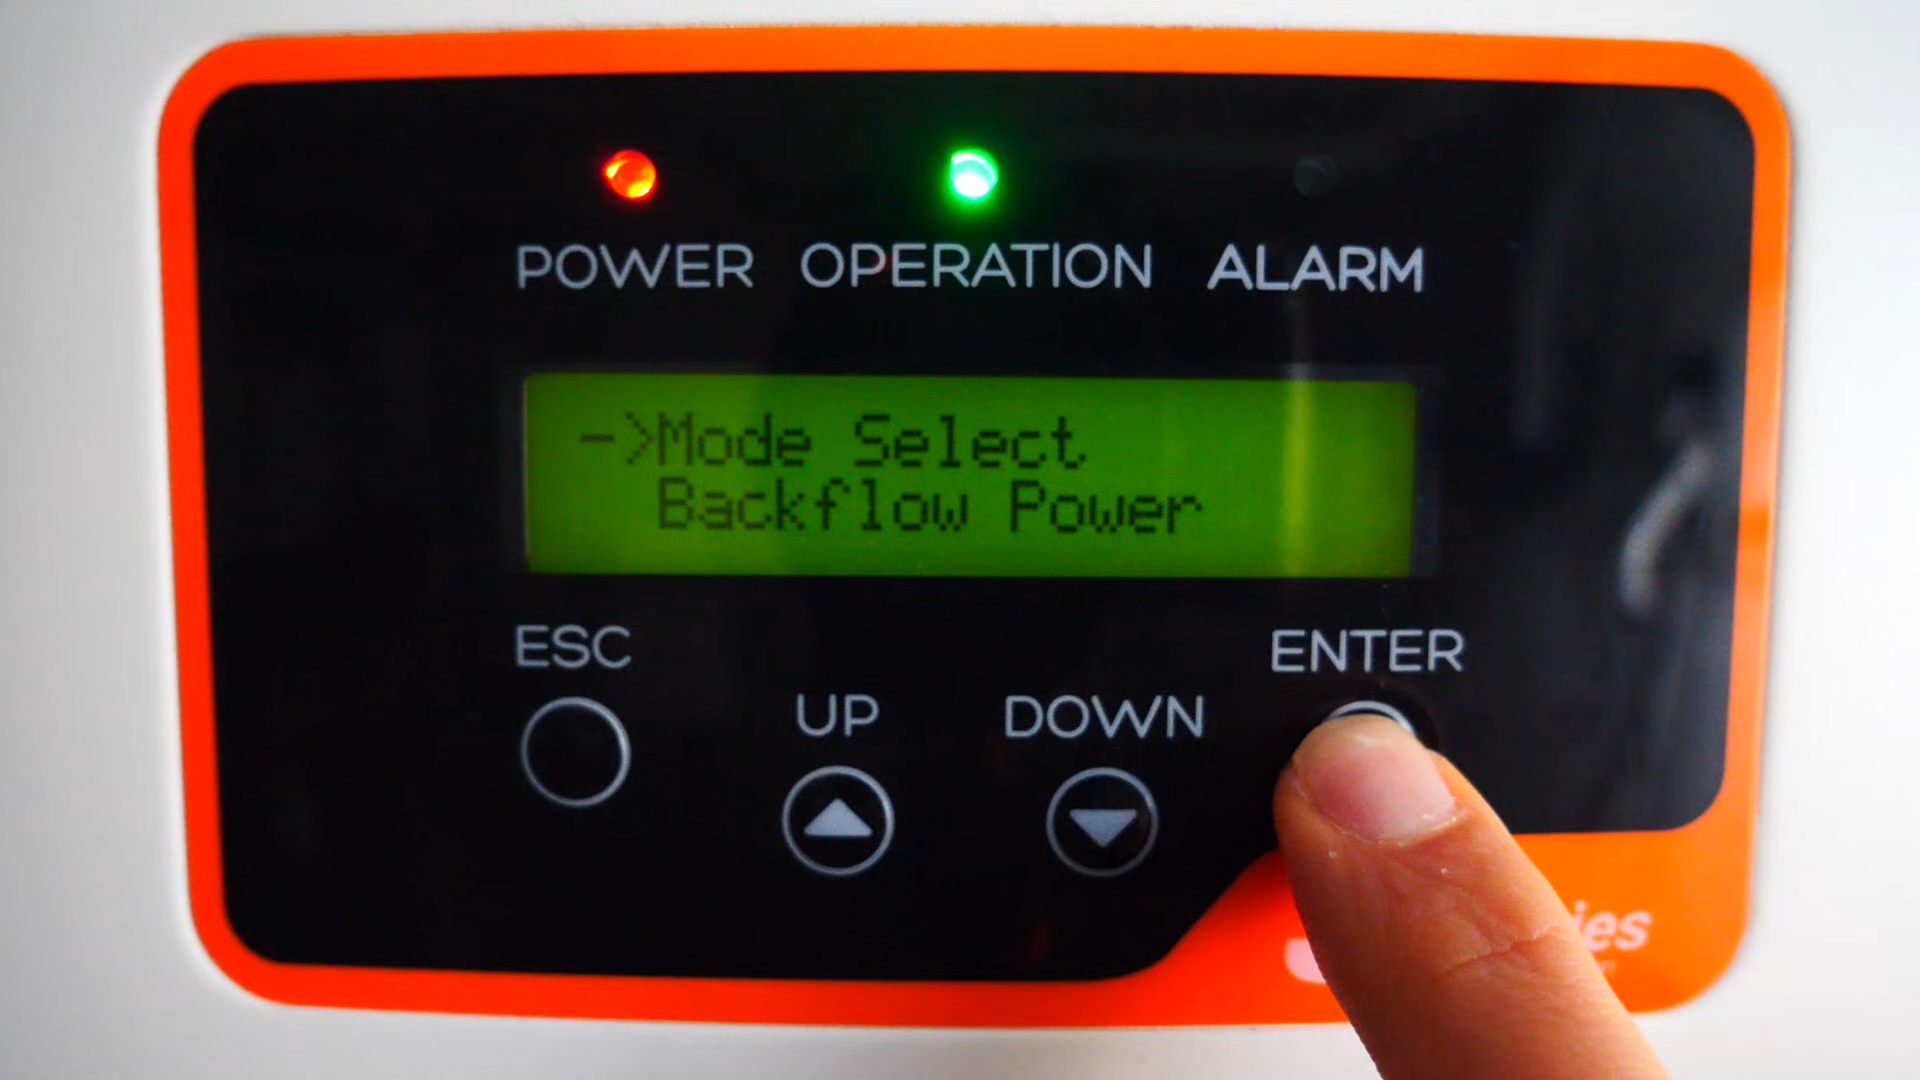 POWER OPERATION ALARM
->Mode Select
Backflow Power
ESC
ENTER
UP
DOWN